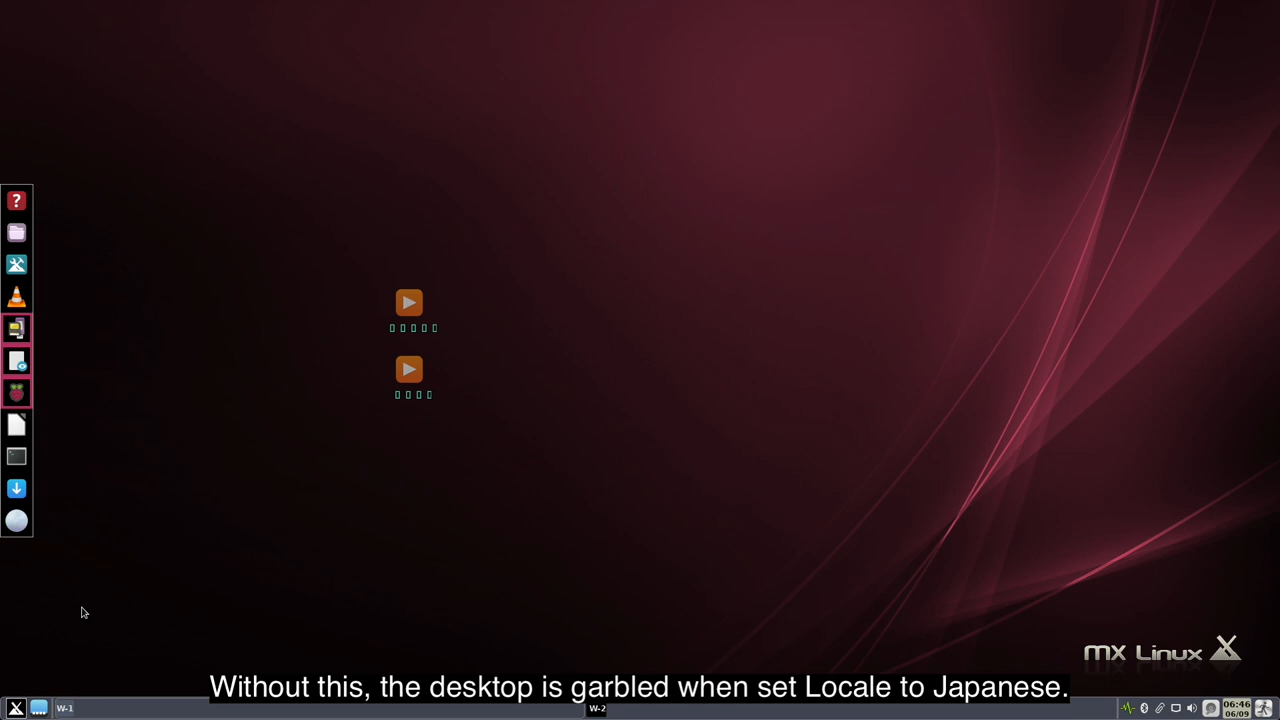 ?
▯▯▯▯▯
▯▯▯▯
MX Linux
Without this, the desktop is garbled when set Locale to Japanese.
W-1
W-2
06:46
06/09